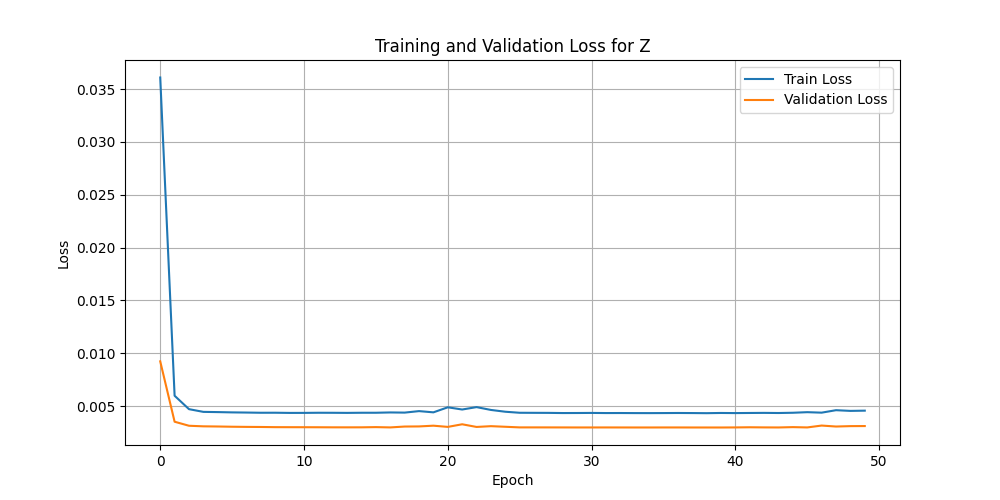 Training and Validation Loss for Z
Train Loss
Validation Loss
Loss
0.035
0.030
0.025
0.020
0.015
0.010
0.005
0 10 20 30 40 50
Epoch